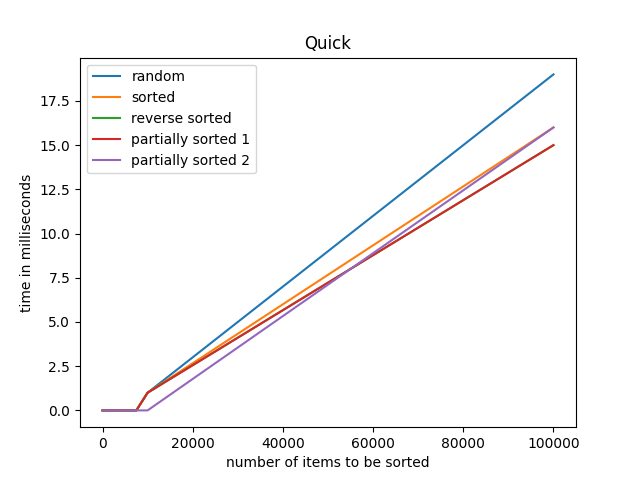 Quick
random
sorted
reverse sorted
partially sorted 1
partially sorted 2
17.5
15.0
12.5
10.0
7.5
5.0
2.5
0.0
time in milliseconds
0 20000 40000 60000 80000 100000
number of items to be sorted